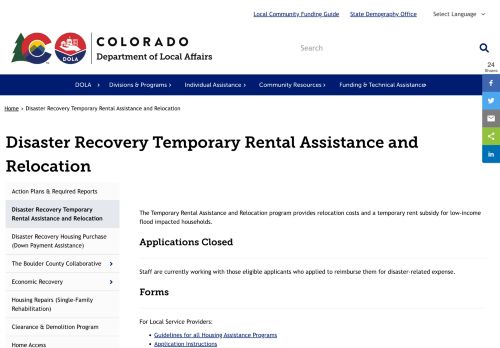 Local Community Funding Guide
State Demography Office
Select Language
COLORADO
Department of Local Affairs
DOLA
Search
24
Shares
DOLA
Divisions & Programs
Individual Assistance
Community Resources
Funding & Technical Assistance
Home » Disaster Recovery Temporary Rental Assistance and Relocation
Disaster Recovery Temporary Rental Assistance and
Relocation
Action Plans & Required Reports
Disaster Recovery Temporary
Rental Assistance and Relocation
Disaster Recovery Housing Purchase
(Down Payment Assistance)
The Boulder County Collaborative
Economic Recovery
Housing Repairs (Single-Family
Rehabilitation)
Clearance & Demolition Program
Home Access
The Temporary Rental Assistance and Relocation program provides relocation costs and a temporary rent subsidy for low-income
flood impacted households.
Applications Closed
Staff are currently working with those eligible applicants who applied to reimburse them for disaster-related expense.
Forms
For Local Service Providers:
Guidelines for all Housing Assistance Programs
Application Instructions